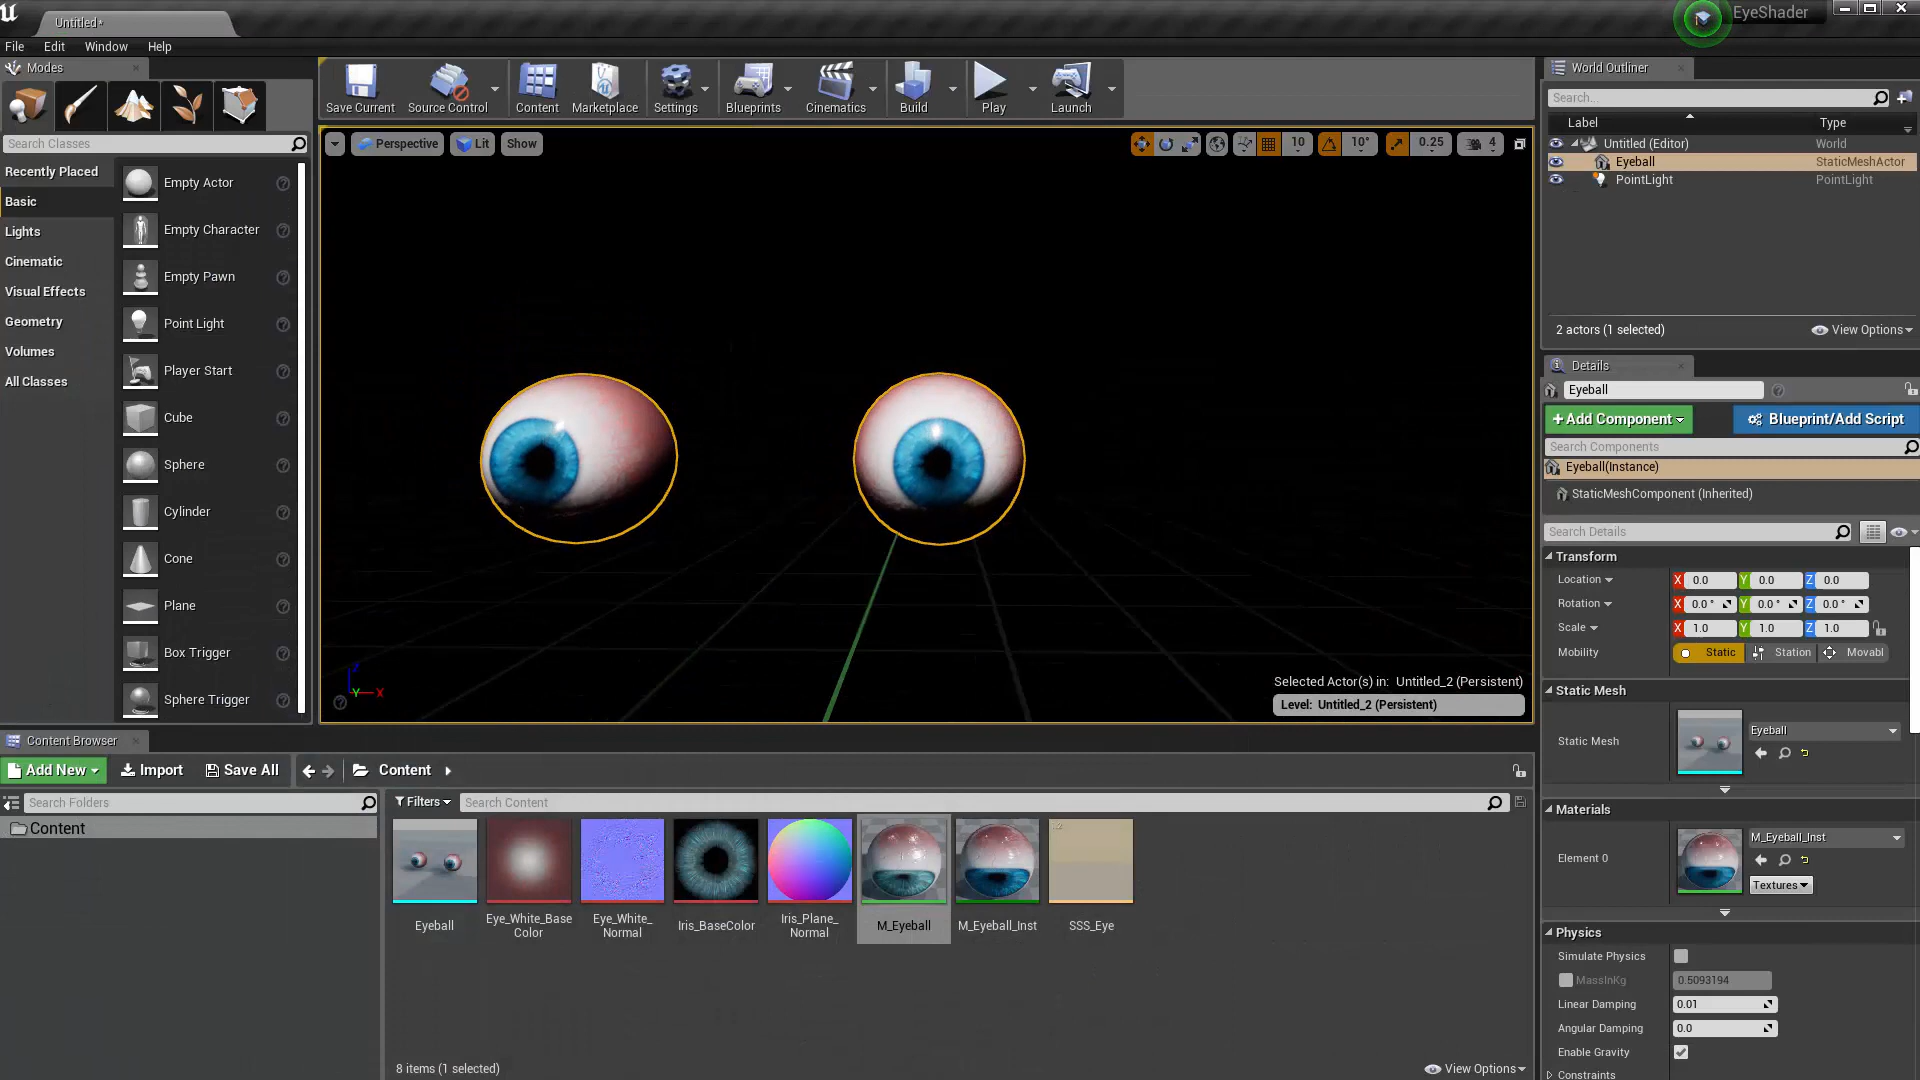 Untitled*
EyeShader
File Edit Window Help
Modes
Search Classes
Recently Placed
Basic
Lights
Cinematic
Visual Effects
Geometry
Volumes
All Classes
Empty Actor
Empty Character
Empty Pawn
Point Light
Player Start
Cube
Sphere
Cylinder
Cone
Plane
Box Trigger
Sphere Trigger
Save Current
Source Control
Content
Marketplace
Settings
Blueprints
Cinematics
Build
Play
Launch
Perspective
Lit
Show
10
10°
0.25
4
Z
Y
X
Selected Actor(s) in: Untitled_2 (Persistent)
Level: Untitled_2 (Persistent)
World Outliner
Search...
Label Type
Untitled (Editor) World
Eyeball StaticMeshActor
PointLight PointLight
2 actors (1 selected)
View Options
Details
Eyeball
+Add Component
Blueprint/Add Script
Search Components
Eyeball(Instance)
StaticMeshComponent (Inherited)
Search Details
Transform
Location X 0.0 Y 0.0 Z 0.0
Rotation X 0.0 ° Y 0.0 ° Z 0.0 °
Scale X 1.0 Y 1.0 Z 1.0
Mobility Static Station Movabl
Static Mesh
Static Mesh
Eyeball
Materials
Element 0
M_Eyeball_Inst
Textures
Physics
Simulate Physics
MassInKg 0.5093194
Linear Damping 0.01
Angular Damping 0.0
Enable Gravity
Constraints
Content Browser
Add New
Import
Save All
Content
Search Folders
Content
Filters
Search Content
Eyeball
Eye_White_Base
Color
Eye_White_
Normal
Iris_BaseColor
Iris_Plane_
Normal
M_Eyeball
M_Eyeball_Inst
SSS_Eye
8 items (1 selected)
View Options